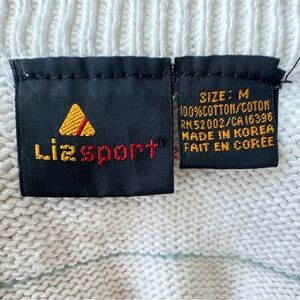 Liz sport
SIZE: M
100%COTTON/COTON
RN52002/CA16396
MADE IN KOREA
FAIT EN CORÉE